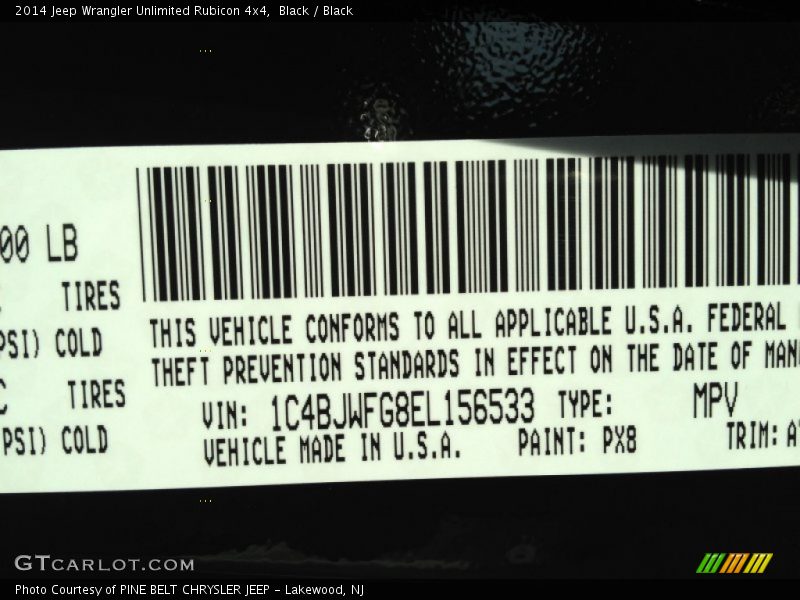 2014 Jeep Wrangler Unlimited Rubicon 4x4, Black / Black
00 LB
TIRES
PSI) COLD
TIRES
PSI) COLD
THIS VEHICLE CONFORMS TO ALL APPLICABLE U.S.A. FEDERAL
THEFT PREVENTION STANDARDS IN EFFECT ON THE DATE OF MAN
VIN: 1C4BJWFG8EL156533 TYPE: MPV
VEHICLE MADE IN U.S.A. PAINT: PX8 TRIM: A
GTCARLOT.COM
Photo Courtesy of PINE BELT CHRYSLER JEEP - Lakewood, NJ